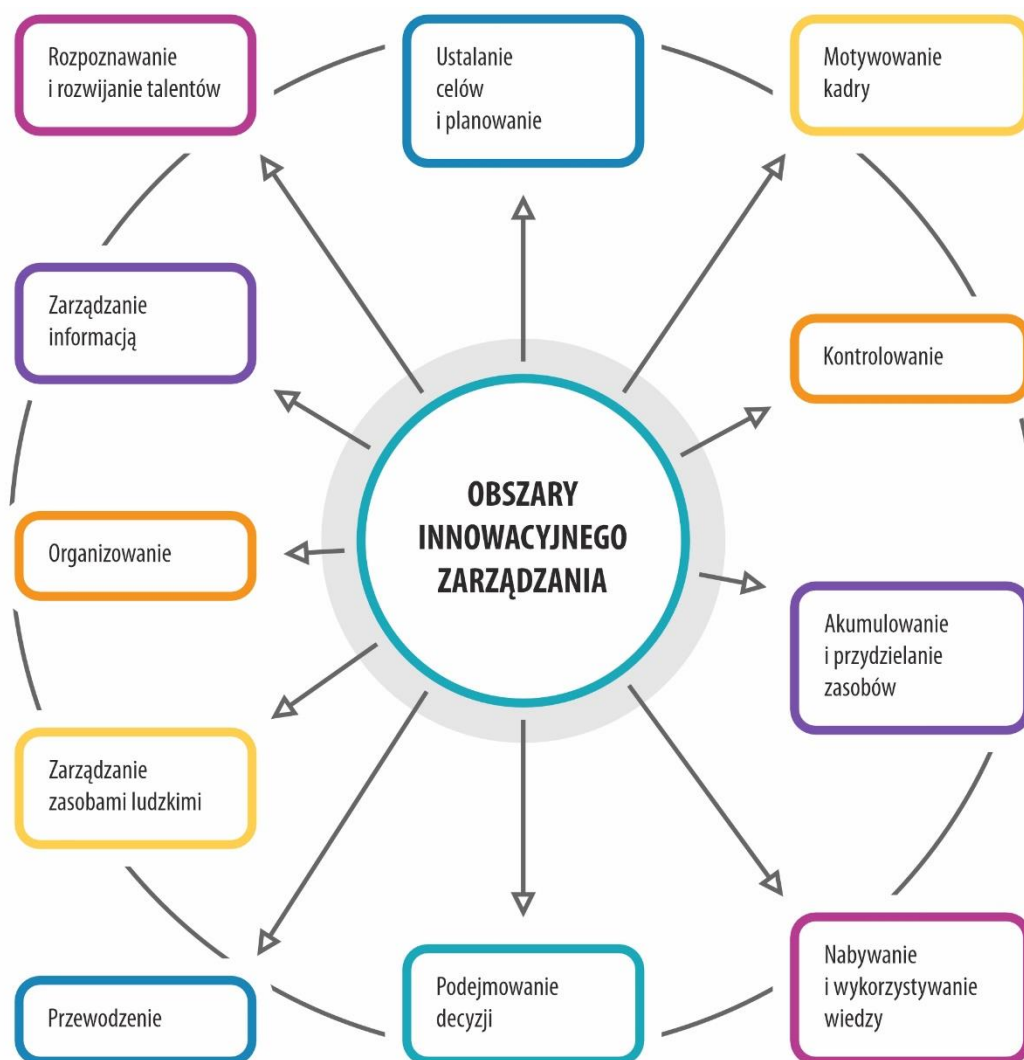 Rozpoznawanie
i rozwijanie talentów
Ustalanie
celów
i planowanie
Motywowanie
kadry
Zarządzanie
informacją
Kontrolowanie
OBSZARY
INNOWACYJNEGO
ZARZĄDZANIA
Organizowanie
Akumulowanie
i przydzielanie
zasobów
Zarządzanie
zasobami ludzkimi
Przewodzenie
Podejmowanie
decyzji
Nabywanie
i wykorzystywanie
wiedzy